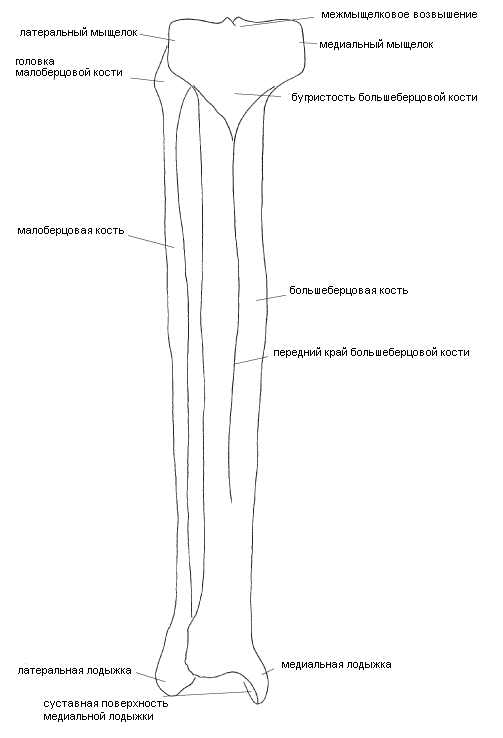 межмыщелковое возвышение
латеральный мыщелок
медиальный мыщелок
головка
малоберцовой кости
бугристость большеберцовой кости
малоберцовая кость
большеберцовая кость
передний край большеберцовой кости
медиальная лодыжка
латеральная лодыжка
суставная поверхность
медиальной лодыжки